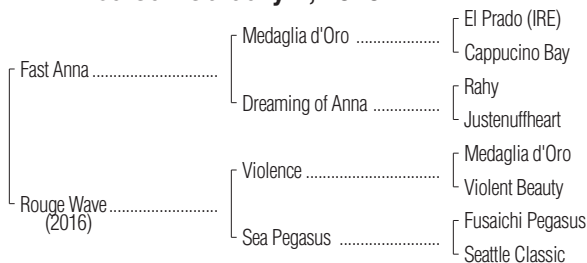 El Prado (IRE)
Medaglia d'Oro ..................
Cappucino Bay
Fast Anna ...........................
Rahy
Dreaming of Anna ...............
Justenuffheart
Medaglia d'Oro
Violence ..............................
Violent Beauty
Rouge Wave .......................
(2016)
Fusaichi Pegasus
Sea Pegasus ......................
Seattle Classic